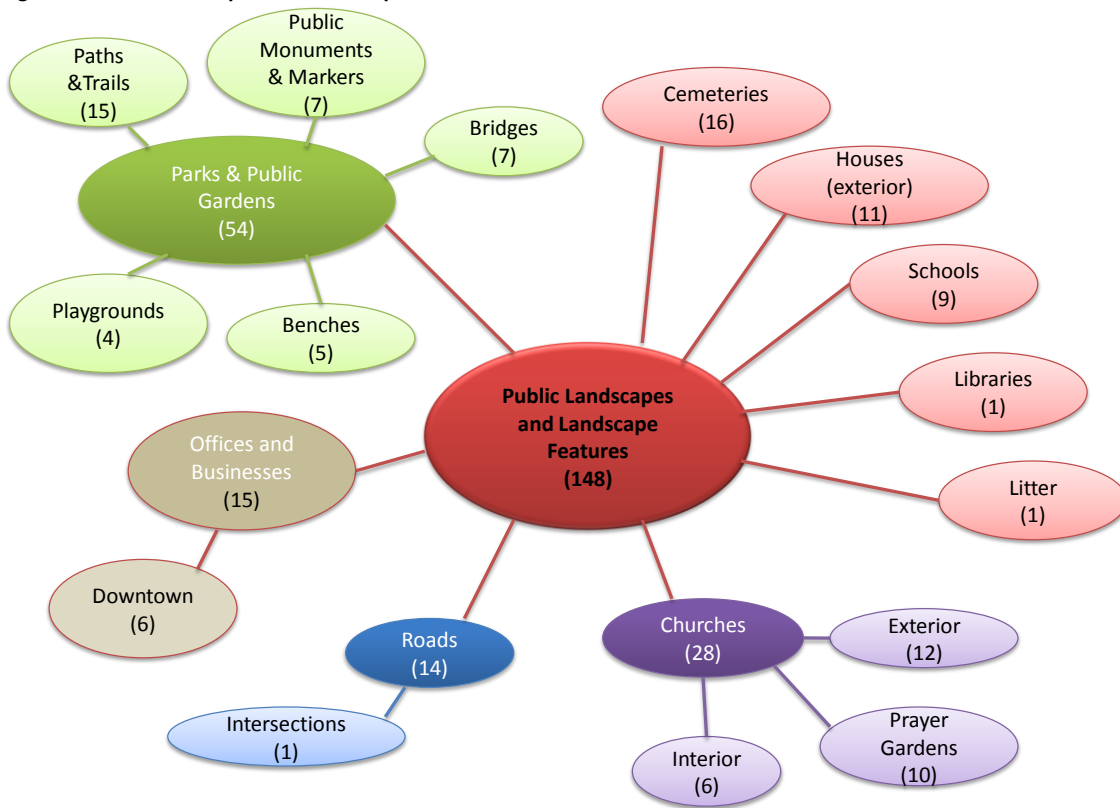 Paths
&Trails
(15)
Public
Monuments
& Markers
(7)
Bridges
(7)
Parks & Public
Gardens
(54)
Playgrounds
(4)
Benches
(5)
Cemeteries
(16)
Houses
(exterior)
(11)
Schools
(9)
Libraries
(1)
Litter
(1)
Public Landscapes
and Landscape
Features
(148)
Offices and
Businesses
(15)
Downtown
(6)
Roads
(14)
Intersections
(1)
Churches
(28)
Exterior
(12)
Prayer
Gardens
(10)
Interior
(6)